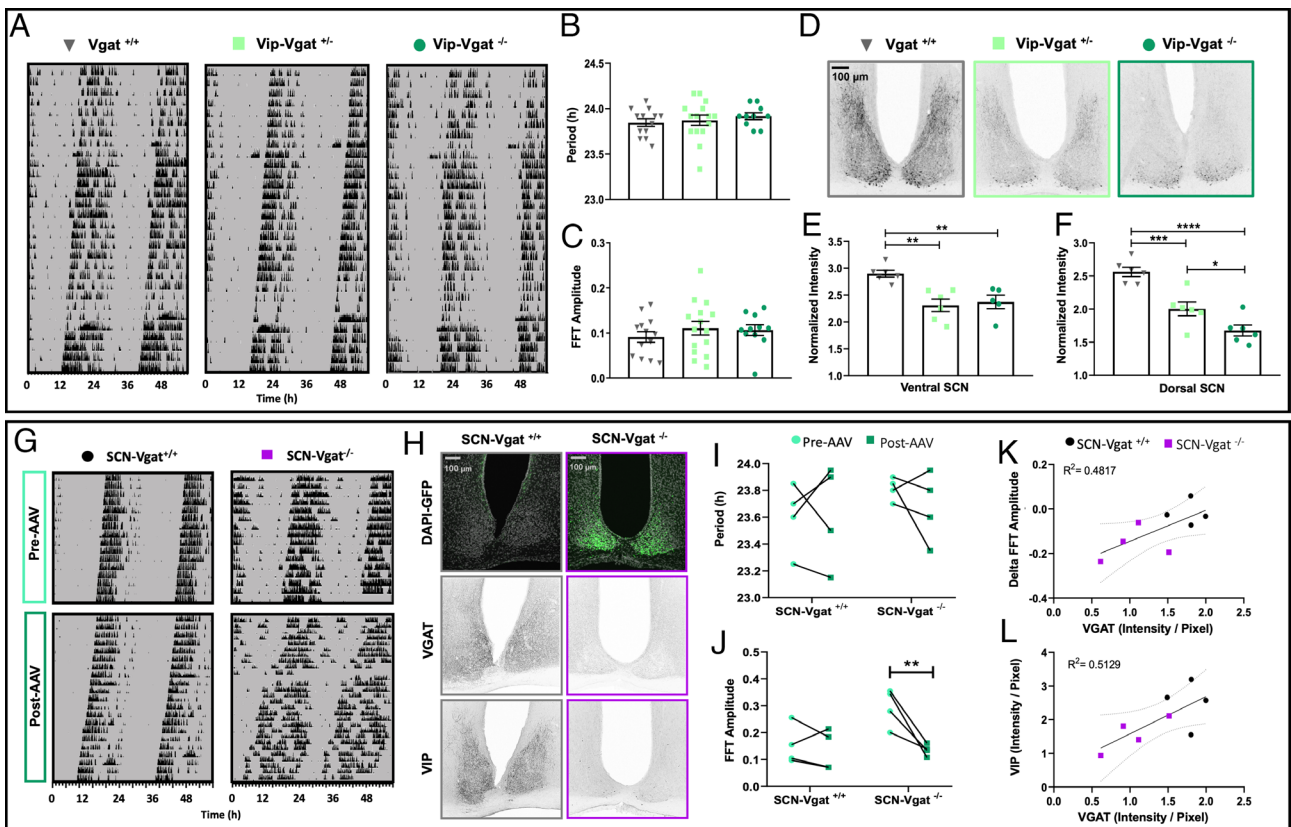 A
Vgat +/+
Vip-Vgat +/-
Vip-Vgat -/-
0 12 24 36 48
0 12 24 36 48
0 12 24 36 48
Time (h)
B
Period (h)
24.5
24.0
23.5
23.0
C
FFT Amplitude
0.3
0.2
0.1
0.0
D
Vgat +/+
Vip-Vgat +/-
Vip-Vgat -/-
100 µm
E
Normalized Intensity
3.5
3.0
2.5
2.0
1.5
1.0
**
**
Ventral SCN
F
Normalized Intensity
3.0
2.5
2.0
1.5
1.0
****
***
*
Dorsal SCN
G
SCN-Vgat+/+
SCN-Vgat-/-
Pre-AAV
Post-AAV
0 12 24 36 48
0 12 24 36 48
Time (h)
H
SCN-Vgat +/+
SCN-Vgat -/-
100 µm
100 µm
DAPI-GFP
VGAT
VIP
I
Pre-AAV
Post-AAV
Period (h)
24.0
23.8
23.6
23.4
23.2
23.0
SCN-Vgat +/+
SCN-Vgat -/-
J
FFT Amplitude
0.5
0.4
0.3
0.2
0.1
0.0
**
SCN-Vgat +/+
SCN-Vgat -/-
K
SCN-Vgat +/+
SCN-Vgat -/-
R2= 0.4817
Delta FFT Amplitude
0.2
0.0
-0.2
-0.4
0.0 0.5 1.0 1.5 2.0 2.5
VGAT (Intensity / Pixel)
L
R2= 0.5129
VIP (Intensity / Pixel)
4
3
2
1
0
0.0 0.5 1.0 1.5 2.0 2.5
VGAT (Intensity / Pixel)